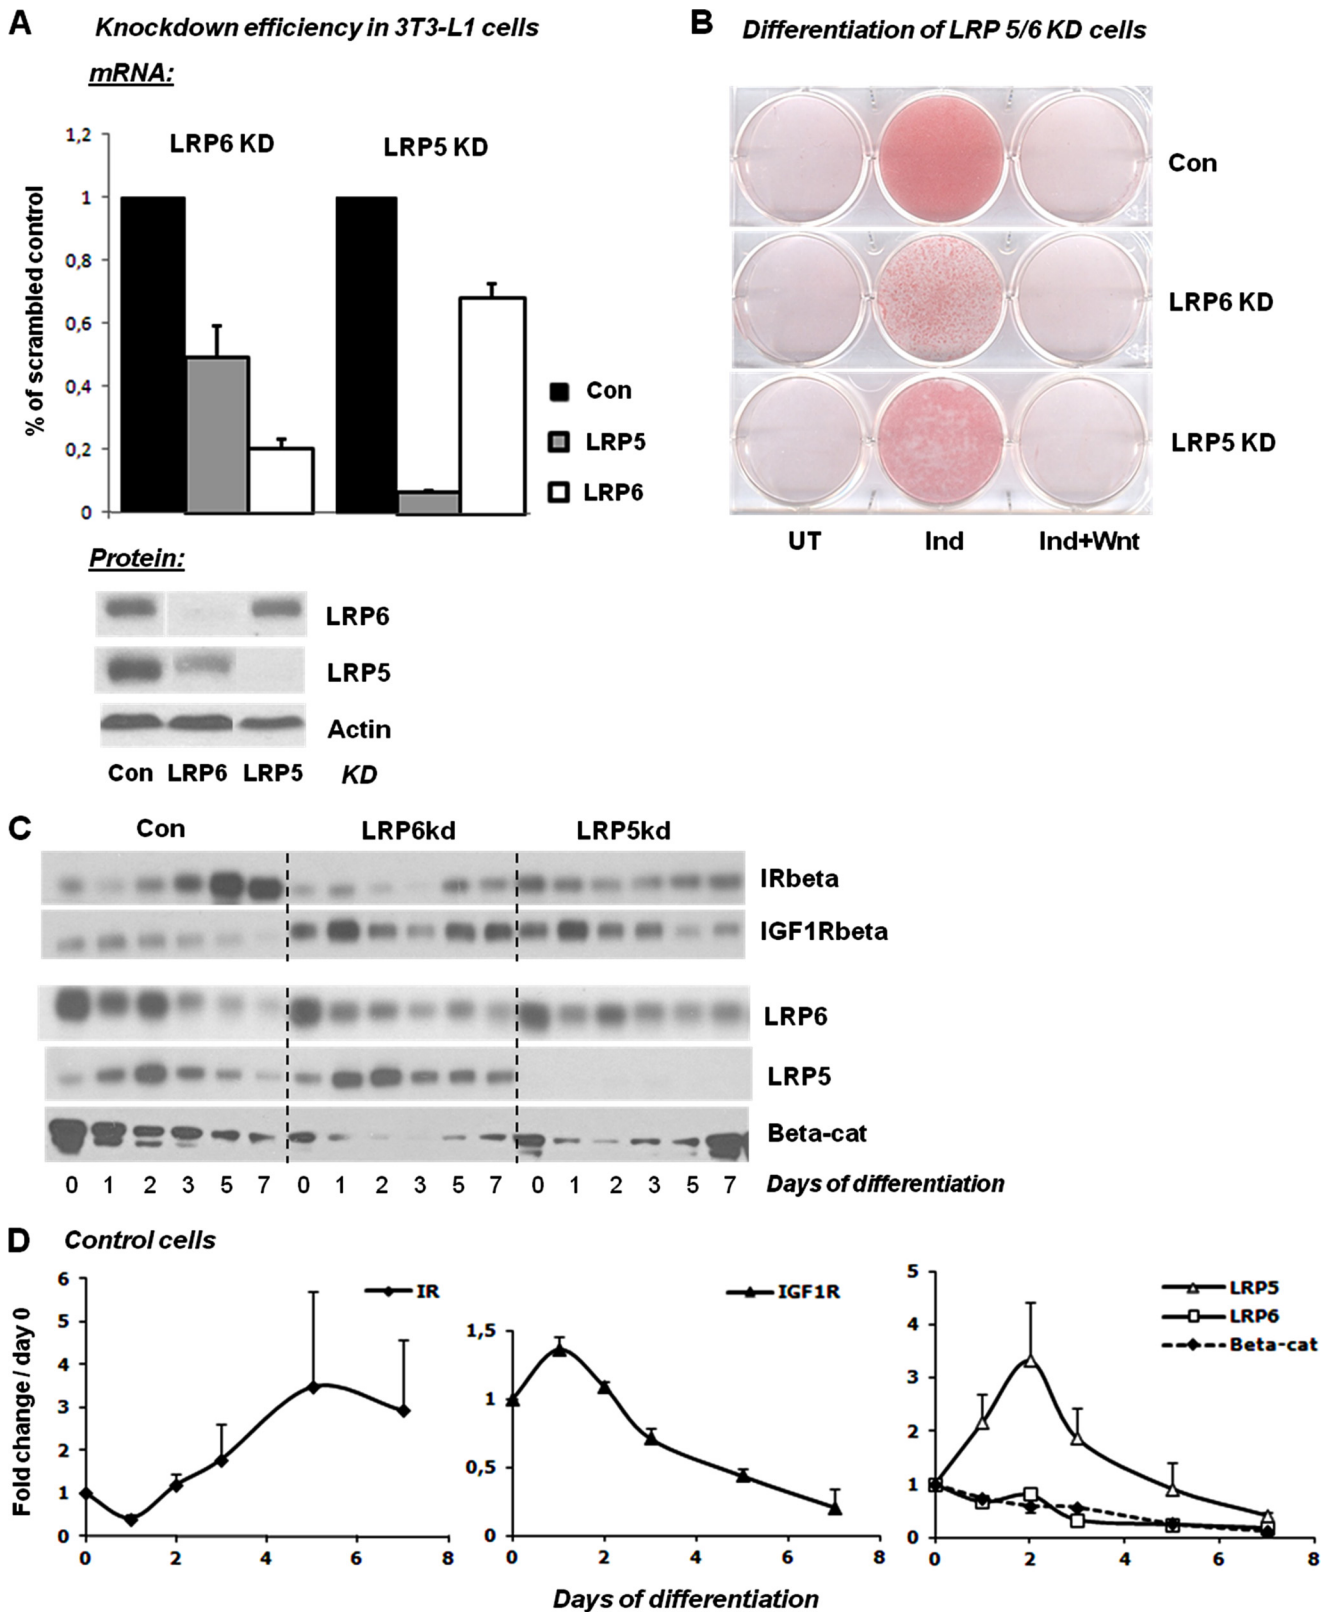 A
Knockdown efficiency in 3T3-L1 cells
mRNA:
% of scrambled control
1,2
1
0,8
0,6
0,4
0,2
0
LRP6 KD
LRP5 KD
Con
LRP5
LRP6
Protein:
LRP6
LRP5
Actin
Con LRP6 LRP5 KD
B
Differentiation of LRP 5/6 KD cells
Con
LRP6 KD
LRP5 KD
UT Ind Ind+Wnt
C
Con LRP6kd LRP5kd
IRbeta
IGF1Rbeta
LRP6
LRP5
Beta-cat
0 1 2 3 5 7 0 1 2 3 5 7 0 1 2 3 5 7 Days of differentiation
D
Control cells
Fold change / day 0
6
5
4
3
2
1
0
0 2 4 6 8
IR
1,5
1
0,5
0
0 2 4 6 8
IGF1R
5
4
3
2
1
0
0 2 4 6 8
LRP5
LRP6
Beta-cat
Days of differentiation